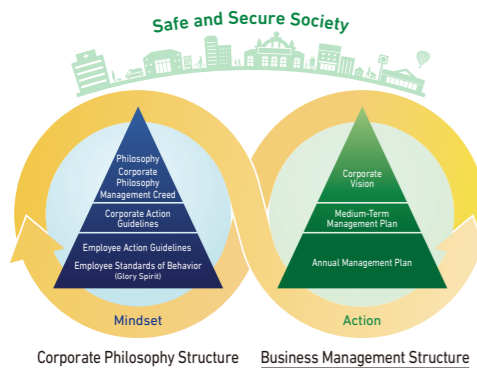 Safe and Secure Society
Philosophy
Corporate
Philosophy
Management Creed
Corporate Action
Guidelines
Employee Action Guidelines
Employee Standards of Behavior
(Glory Spirit)
Mindset
Corporate Philosophy Structure
Corporate
Vision
Medium-Term
Management Plan
Annual Management Plan
Action
Business Management Structure